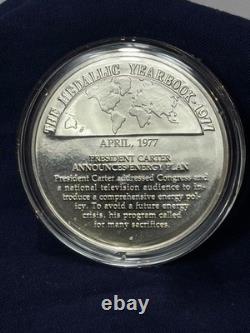 THE MEDALLIC YEARBOOK·1977
APRIL, 1977
PRESIDENT CARTER
ANNOUNCES ENERGY PLAN
President Carter addressed Congress and
a national television audience to in-
troduce a comprehensive energy pol-
icy. To avoid a future energy
crisis, his program called
for many sacrifices.